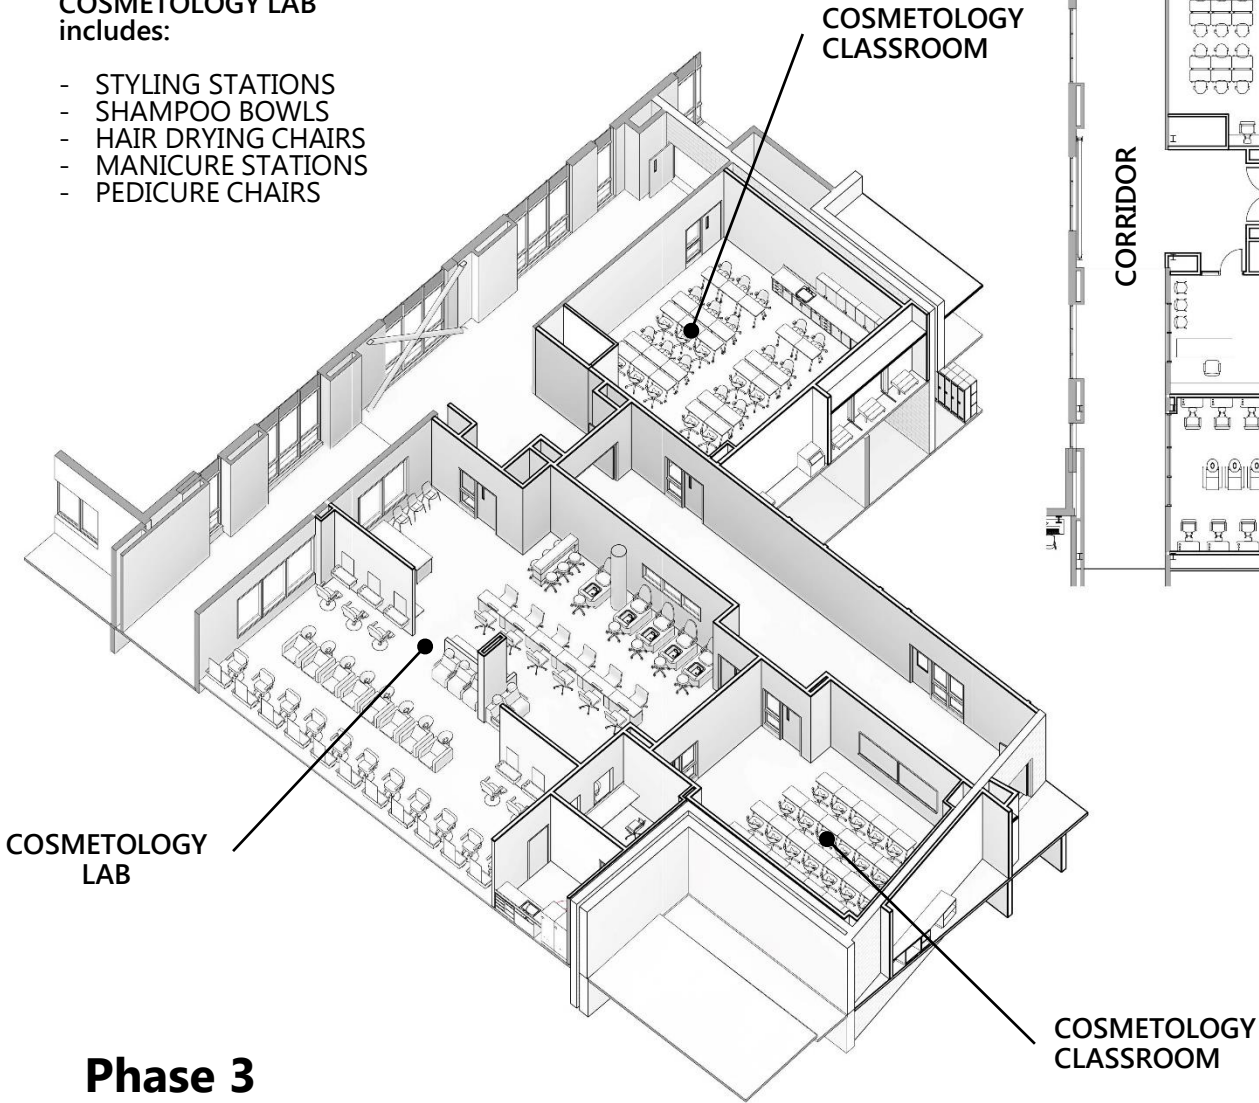 COSMETOLOGY LAB
includes:
- STYLING STATIONS
- SHAMPOO BOWLS
- HAIR DRYING CHAIRS
- MANICURE STATIONS
- PEDICURE CHAIRS
COSMETOLOGY
CLASSROOM
CORRIDOR
COSMETOLOGY
LAB
COSMETOLOGY
CLASSROOM
Phase 3